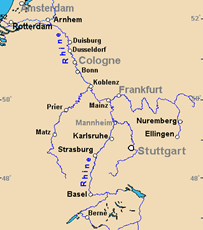 Amsterdam
52
Arnhem
Rotterdam
Rhine
Duisburg
Dusseldorf
Cologne
Bonn
Koblenz
Frankfurt
50
Prier
Mainz
Mannheim
Nuremberg
Matz
Karlsruhe
Ellingen
Strasburg
Stuttgart
Rhine
48
48
Basel
Berne